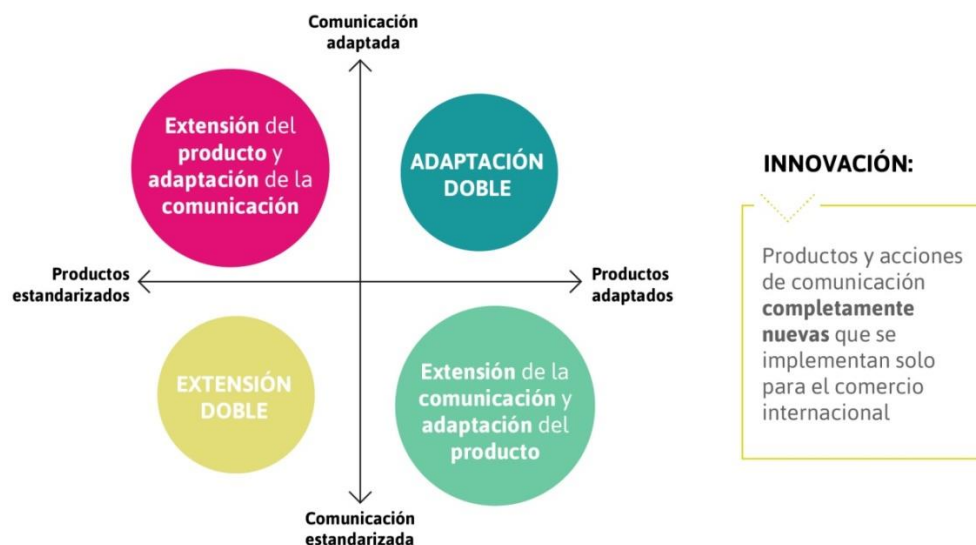 Comunicación
adaptada
Extensión del
producto y
adaptación de la
comunicación
ADAPTACIÓN
DOBLE
Productos
estandarizados
Productos
adaptados
EXTENSIÓN
DOBLE
Extensión de la
comunicación y
adaptación del
producto
Comunicación
estandarizada
INNOVACIÓN:
Productos y acciones
de comunicación
completamente
nuevas que se
implementan solo
para el comercio
internacional